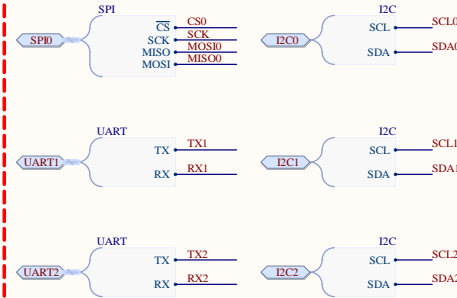 SPI
SPI0
CS CS0
SCK SCK
MISO MOSI0
MOSI MISO0
I2C
I2C0
SCL SCL0
SDA SDA0
UART
UART1
TX TX1
RX RX1
I2C
I2C1
SCL SCL1
SDA SDA1
UART
UART2
TX TX2
RX RX2
I2C
I2C2
SCL SCL2
SDA SDA2